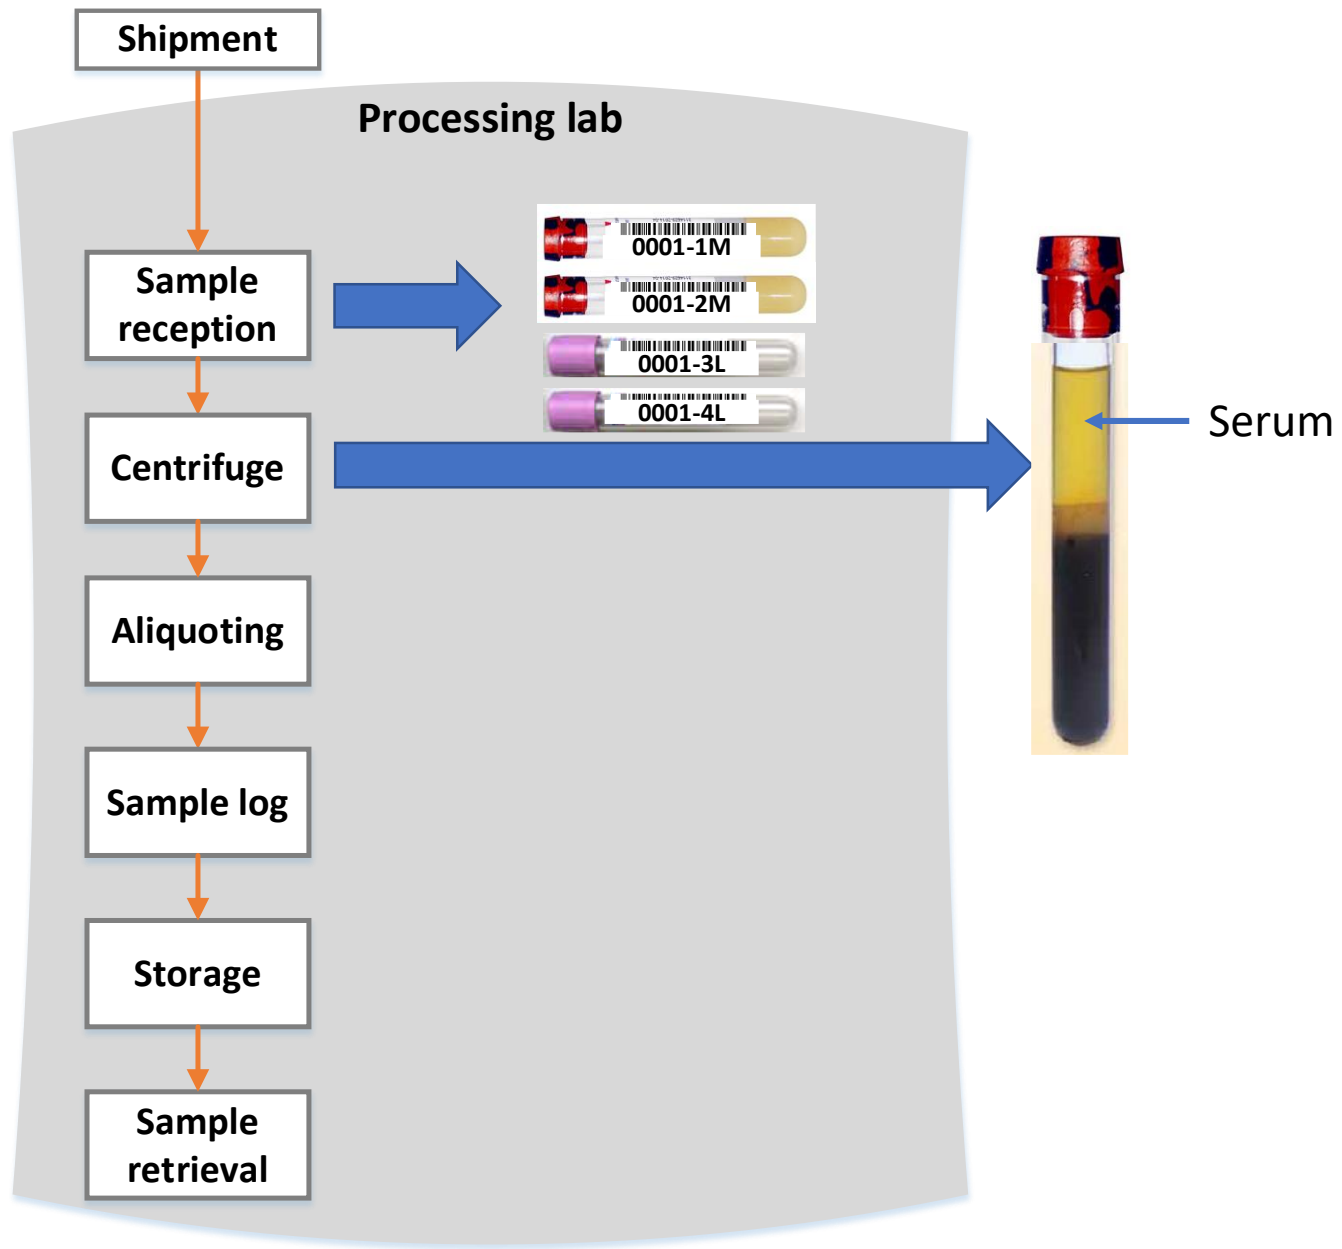 Shipment
Processing lab
Sample
reception
0001-1M
0001-2M
0001-3L
0001-4L
Centrifuge
Serum
Aliquoting
Sample log
Storage
Sample
retrieval